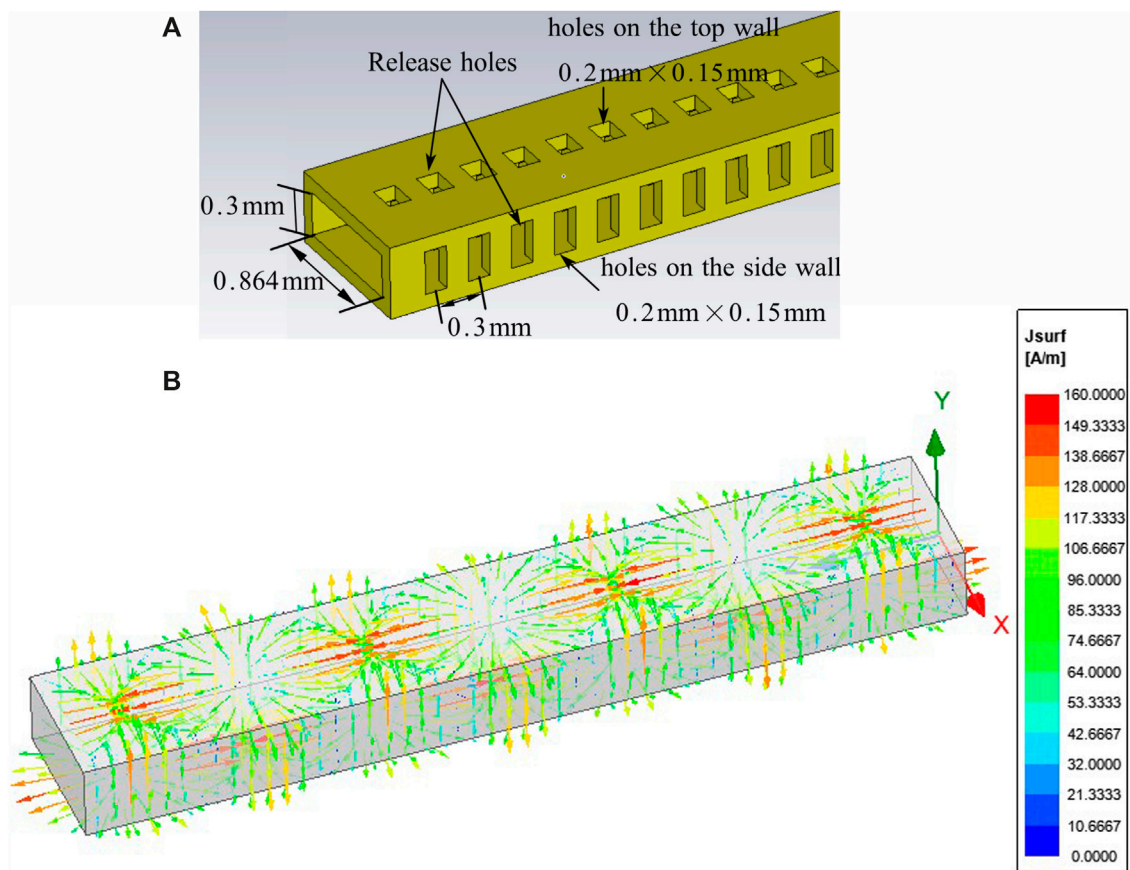 A
holes on the top wall
Release holes
0.2mm×0.15mm
0.3mm
0.864mm
holes on the side wall
0.3mm
0.2mm×0.15mm
B
Jsurf
[A/m]
160.0000
149.3333
138.6667
128.0000
117.3333
106.6667
96.0000
85.3333
74.6667
64.0000
53.3333
42.6667
32.0000
21.3333
10.6667
0.0000
Y
X